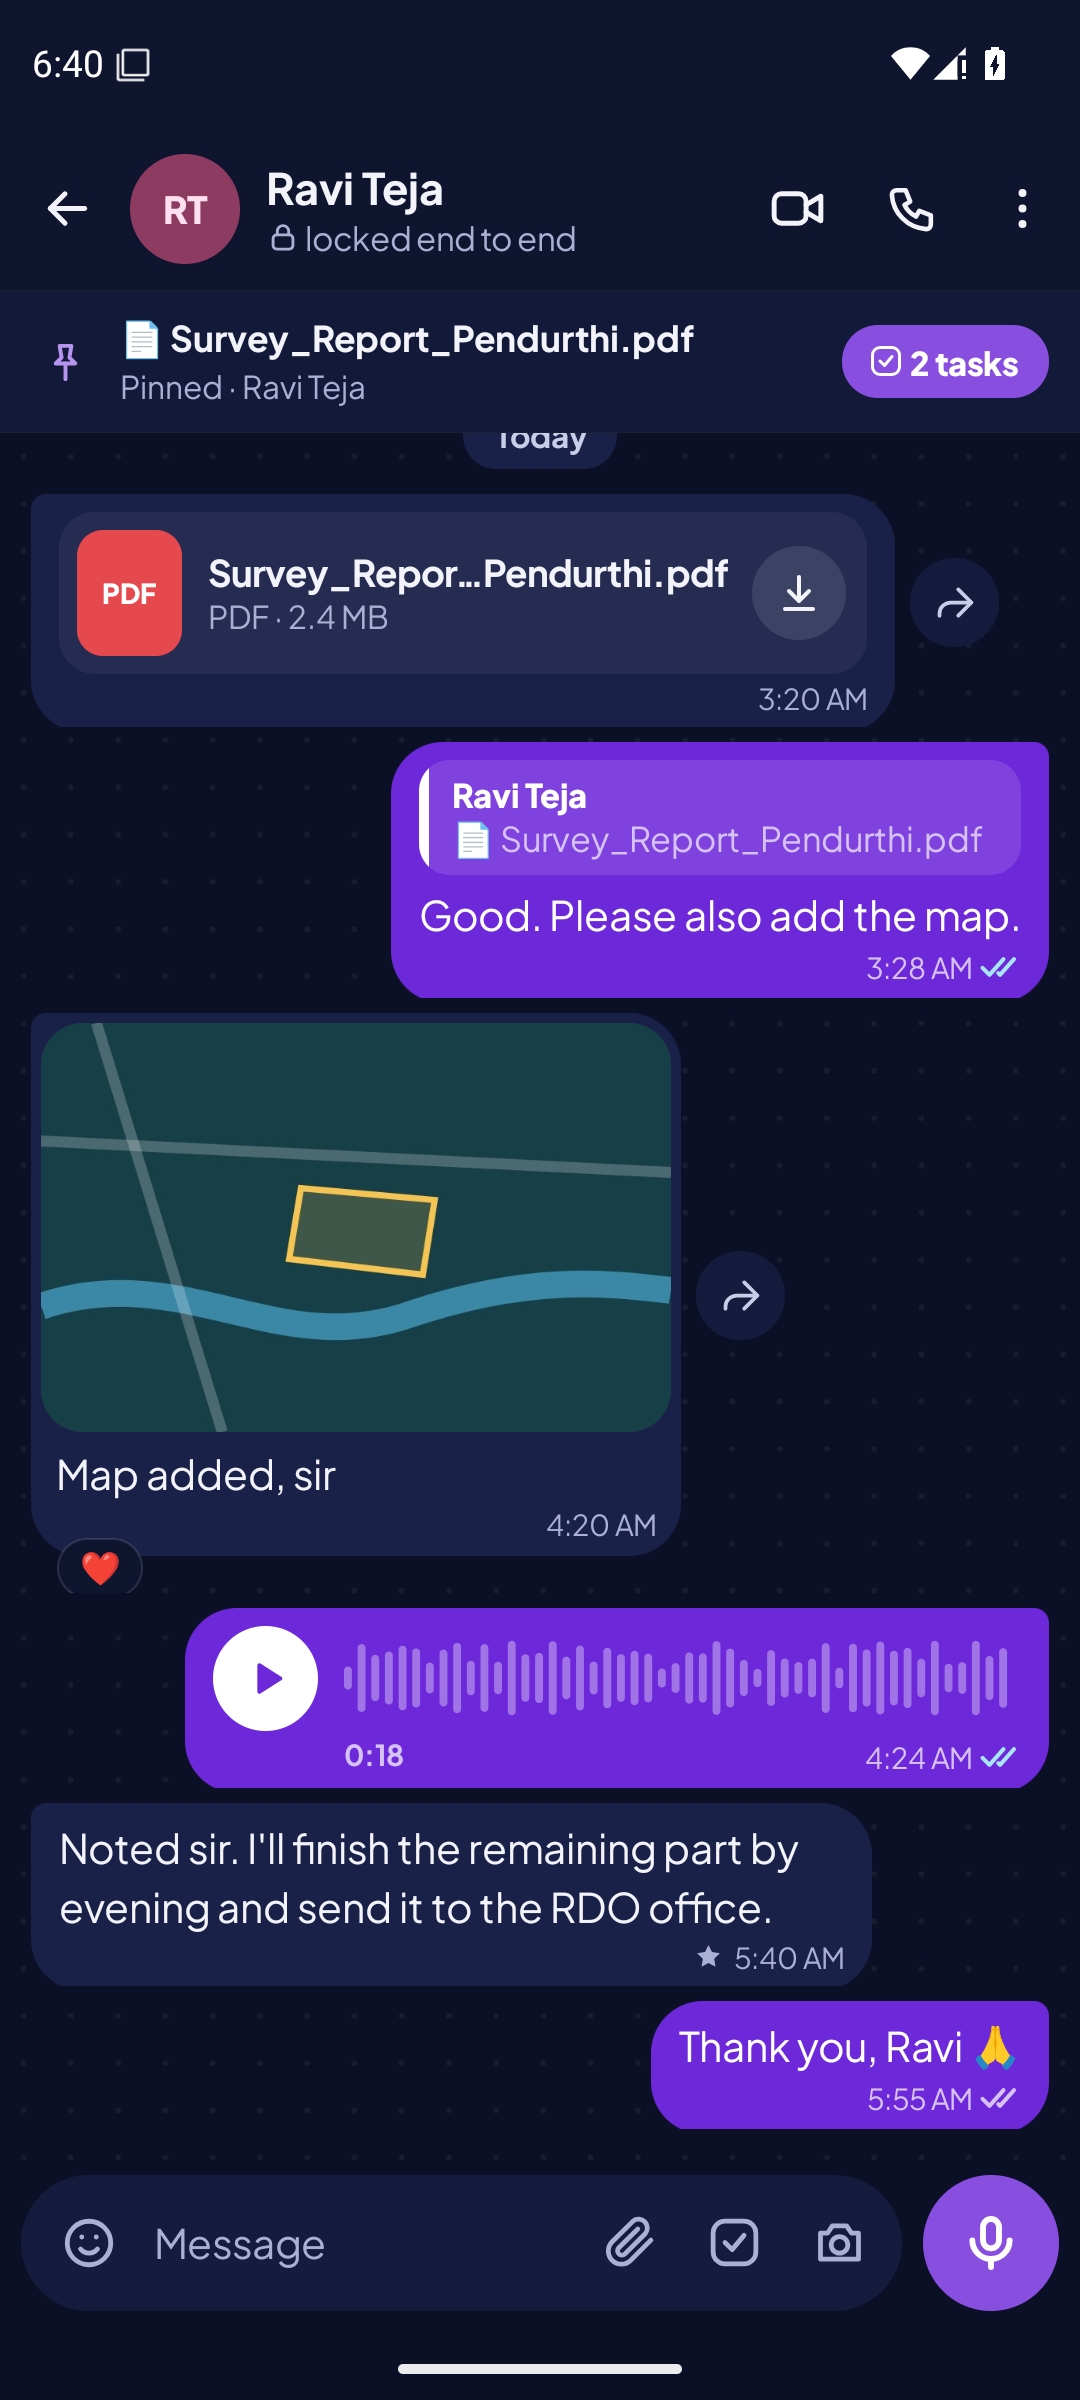 6:40
RT
Ravi Teja
locked end to end
📄 Survey_Report_Pendurthi.pdf
Pinned · Ravi Teja
2 tasks
Today
PDF
Survey_Repor...Pendurthi.pdf
PDF · 2.4 MB
3:20 AM
Ravi Teja
📄 Survey_Report_Pendurthi.pdf
Good. Please also add the map.
3:28 AM
Map added, sir
4:20 AM
❤️
0:18
4:24 AM
Noted sir. I'll finish the remaining part by
evening and send it to the RDO office.
★ 5:40 AM
Thank you, Ravi 🙏
5:55 AM
Message